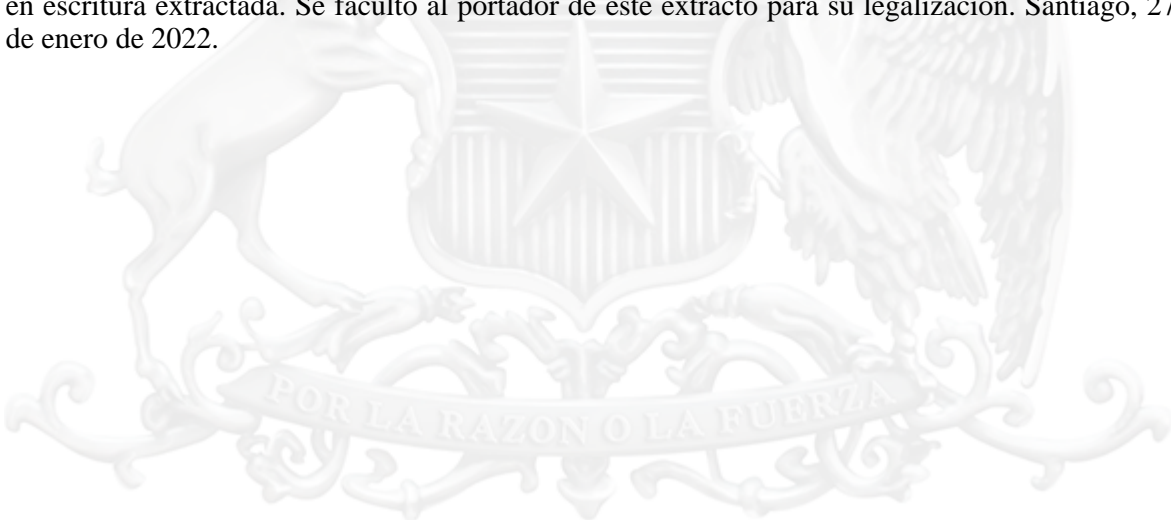 en escritura extractada. Se facultó al portador de este extracto para su legalización. Santiago, 27
de enero de 2022.
POR LA RAZON O LA FUERZA